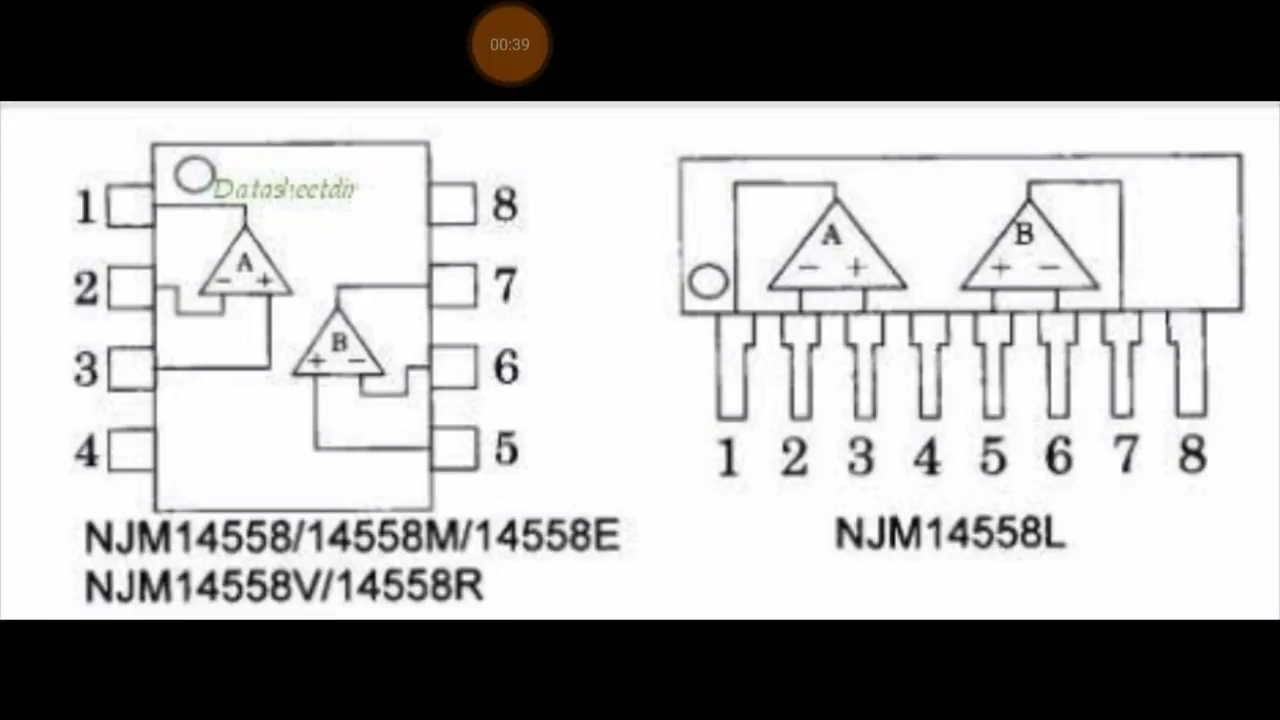 00:39
Datasheetdir
1
2
3
4
8
7
6
5
A
- +
B
+ -
NJM14558/14558M/14558E
NJM14558V/14558R
A
- +
B
+ -
1 2 3 4 5 6 7 8
NJM14558L